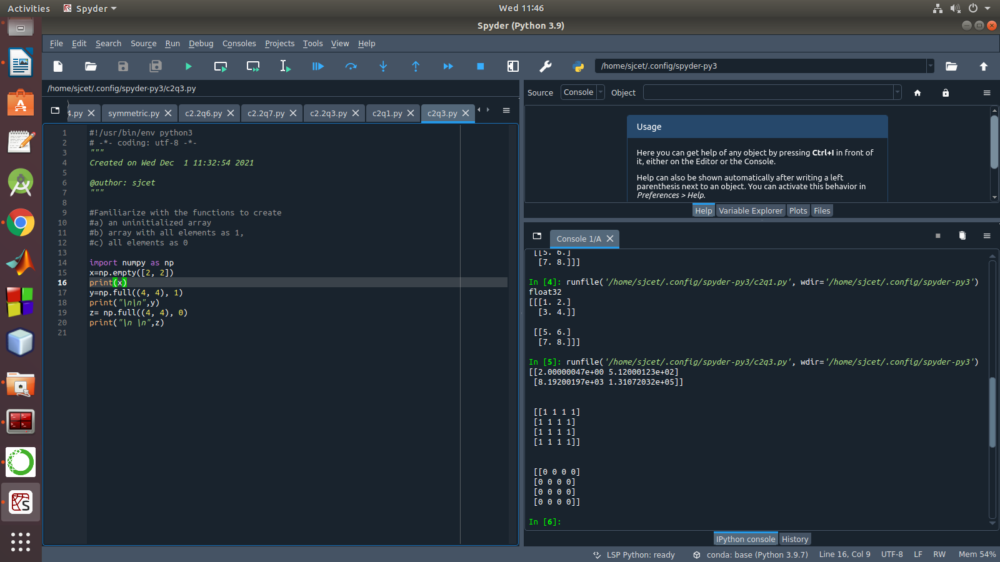 Activities Spyder Wed 11:46
Spyder (Python 3.9)
File Edit Search Source Run Debug Consoles Projects Tools View Help
/home/sjcet/.config/spyder-py3
/home/sjcet/.config/spyder-py3/c2q3.py
4.py symmetric.py c2.2q6.py c2.2q7.py c2.2q3.py c2q1.py c2q3.py
1 #!/usr/bin/env python3
2 # -*- coding: utf-8 -*-
3 """
4 Created on Wed Dec  1 11:32:54 2021
5
6 @author: sjcet
7 """
8
9 #Familiarize with the functions to create
10 #a) an uninitialized array
11 #b) array with all elements as 1,
12 #c) all elements as 0
13
14 import numpy as np
15 x=np.empty([2, 2])
16 print(x)
17 y=np.full((4, 4), 1)
18 print("\n\n",y)
19 z= np.full((4, 4), 0)
20 print("\n \n",z)
21
Source Console Object
Usage
Here you can get help of any object by pressing Ctrl+I in front of
it, either on the Editor or the Console.
Help can also be shown automatically after writing a left
parenthesis next to an object. You can activate this behavior in
Preferences > Help.
Help Variable Explorer Plots Files
Console 1/A
[[5. 6.]
[7. 8.]]]
In [4]: runfile('/home/sjcet/.config/spyder-py3/c2q1.py', wdir='/home/sjcet/.config/spyder-py3')
float32
[[[1. 2.]
[3. 4.]]
[[5. 6.]
[7. 8.]]]
In [5]: runfile('/home/sjcet/.config/spyder-py3/c2q3.py', wdir='/home/sjcet/.config/spyder-py3')
[[2.00000047e+00 5.12000123e+02]
[8.19200197e+03 1.31072032e+05]]
[[1 1 1 1]
[1 1 1 1]
[1 1 1 1]
[1 1 1 1]]
[[0 0 0 0]
[0 0 0 0]
[0 0 0 0]
[0 0 0 0]]
In [6]:
IPython console History
LSP Python: ready conda: base (Python 3.9.7) Line 16, Col 9 UTF-8 LF RW Mem 54%